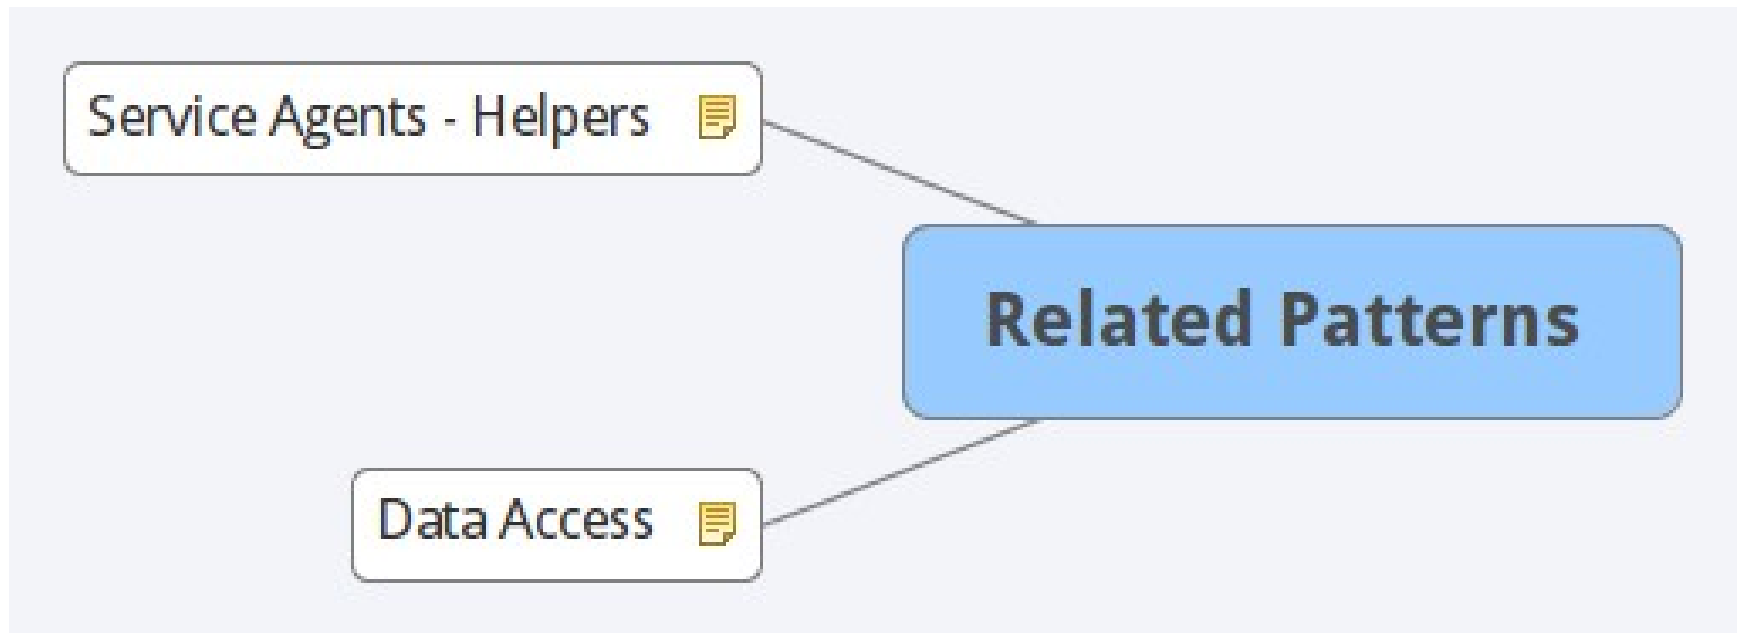 Service Agents - Helpers
Related Patterns
Data Access